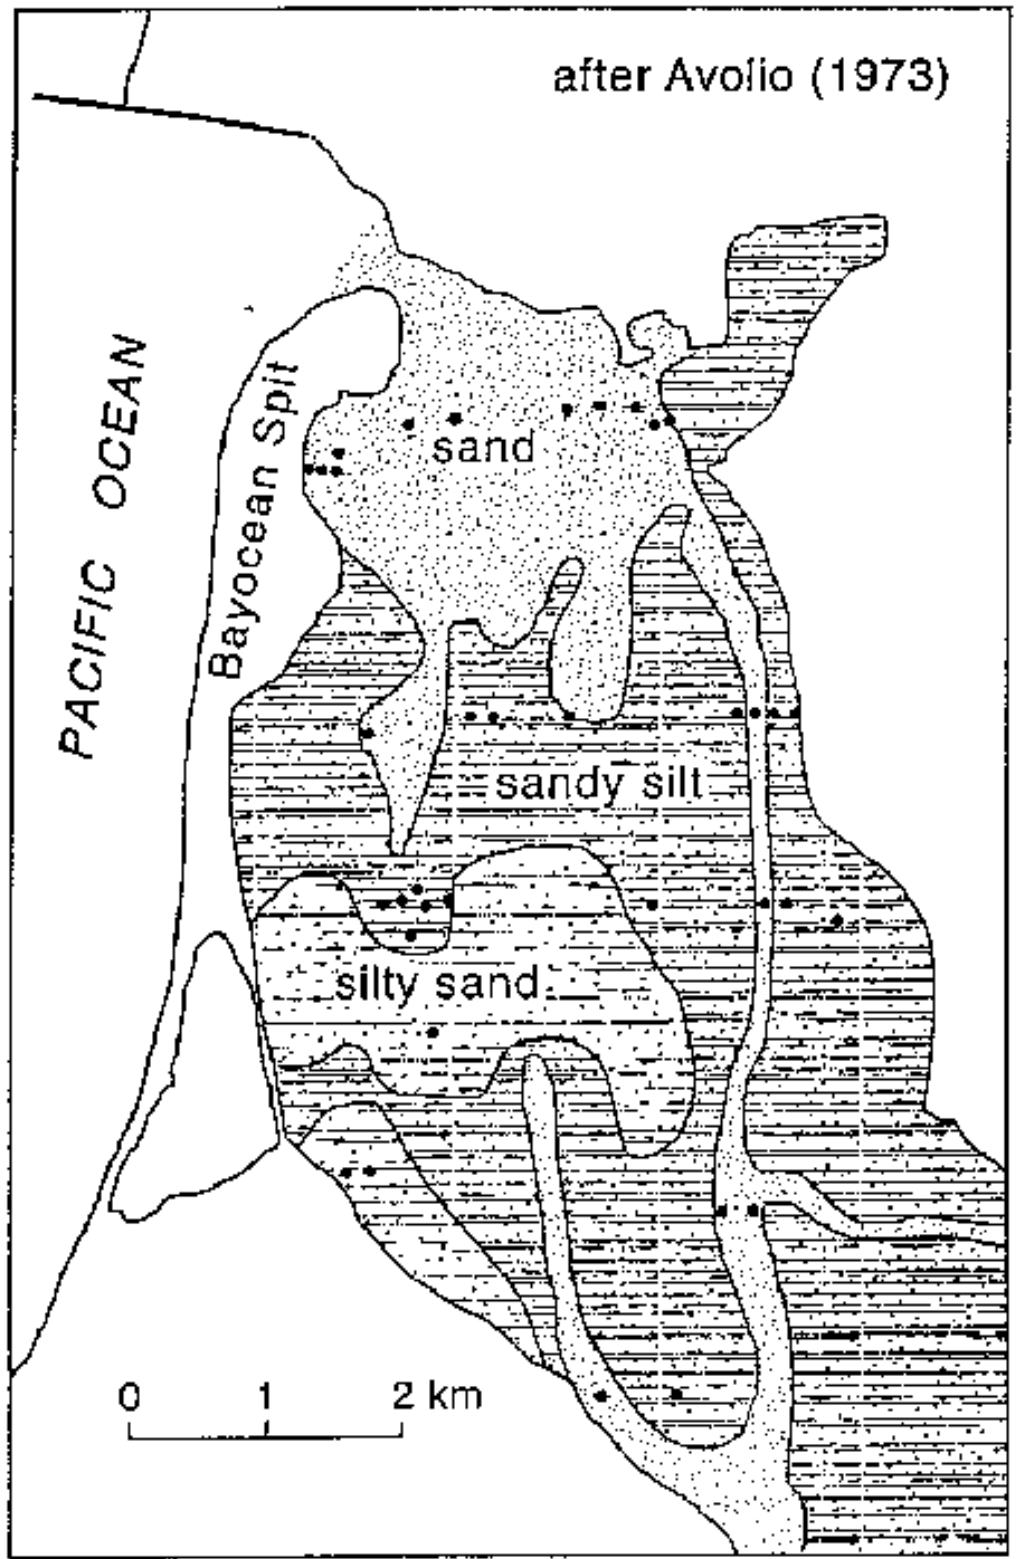 after Avolio (1973)
PACIFIC OCEAN
Bayocean Spit
sand
sandy silt
silty sand
0 1 2 km